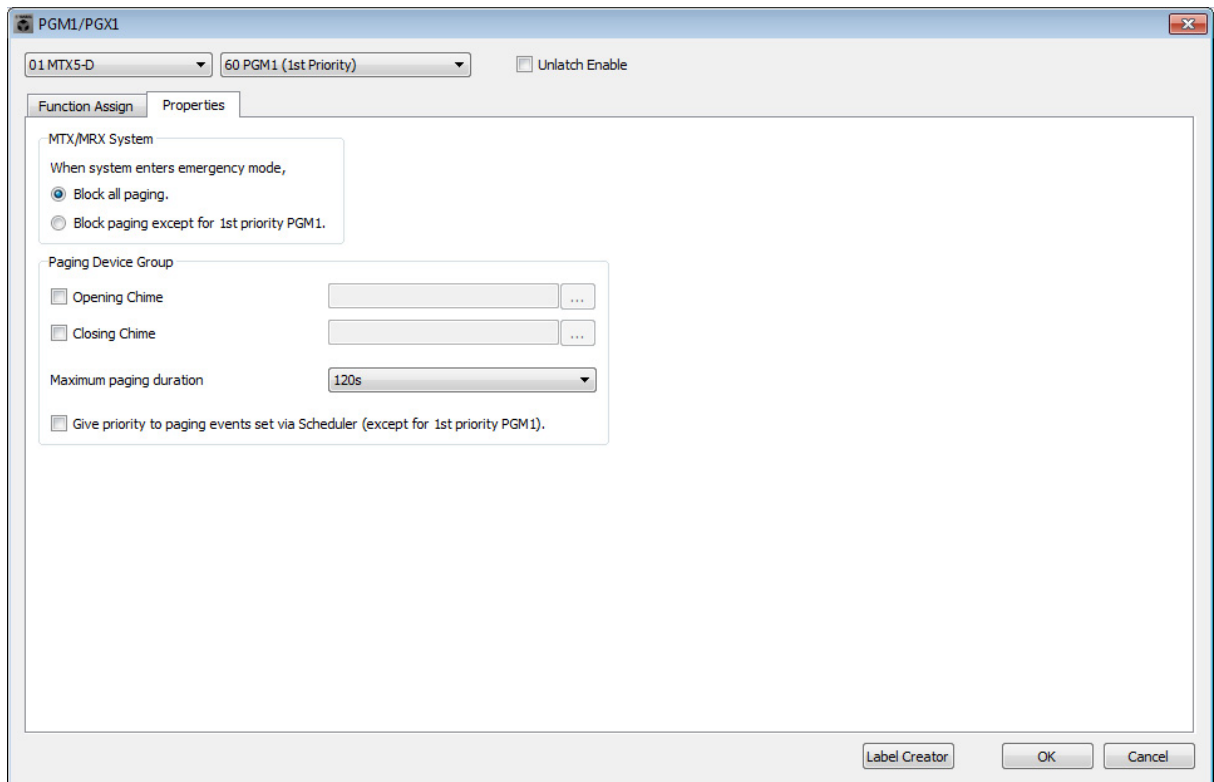 PGM1/PGX1
01 MTX5-D 60 PGM1 (1st Priority) Unlatch Enable
Function Assign Properties
MTX/MRX System
When system enters emergency mode,
Block all paging.
Block paging except for 1st priority PGM1.
Paging Device Group
Opening Chime ...
Closing Chime ...
Maximum paging duration 120s
Give priority to paging events set via Scheduler (except for 1st priority PGM1).
Label Creator OK Cancel